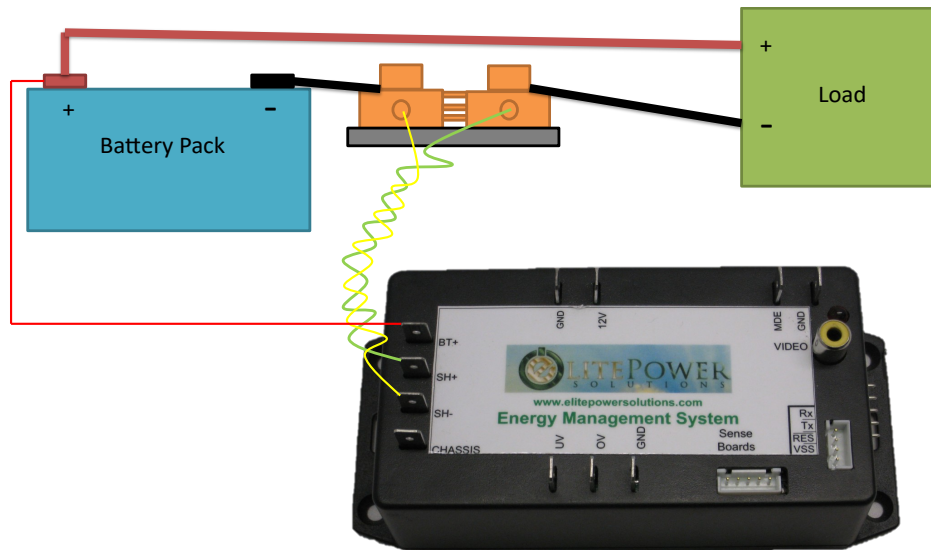 +
-
Battery Pack
+
-
Load
GND
12V
MDE
GND
VIDEO
BT+
SH+
SH-
CHASSIS
ELITEPOWER
SOLUTIONS
www.elitepowersolutions.com
Energy Management System
UV
OV
GND
Sense
Boards
Rx
Tx
RES
VSS